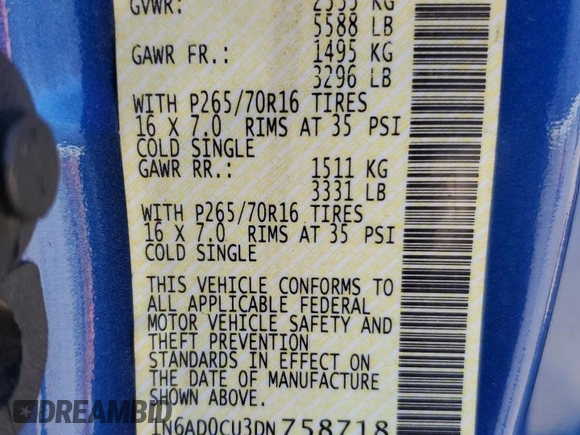 GVWR: 2535 KG
5588 LB
GAWR FR.: 1495 KG
3296 LB
WITH P265/70R16 TIRES
16 X 7.0 RIMS AT 35 PSI
COLD SINGLE
GAWR RR.: 1511 KG
3331 LB
WITH P265/70R16 TIRES
16 X 7.0 RIMS AT 35 PSI
COLD SINGLE
THIS VEHICLE CONFORMS TO
ALL APPLICABLE FEDERAL
MOTOR VEHICLE SAFETY AND
THEFT PREVENTION
STANDARDS IN EFFECT ON
THE DATE OF MANUFACTURE
SHOWN ABOVE.
1N6AD0CU3DN758718
DREAMBID